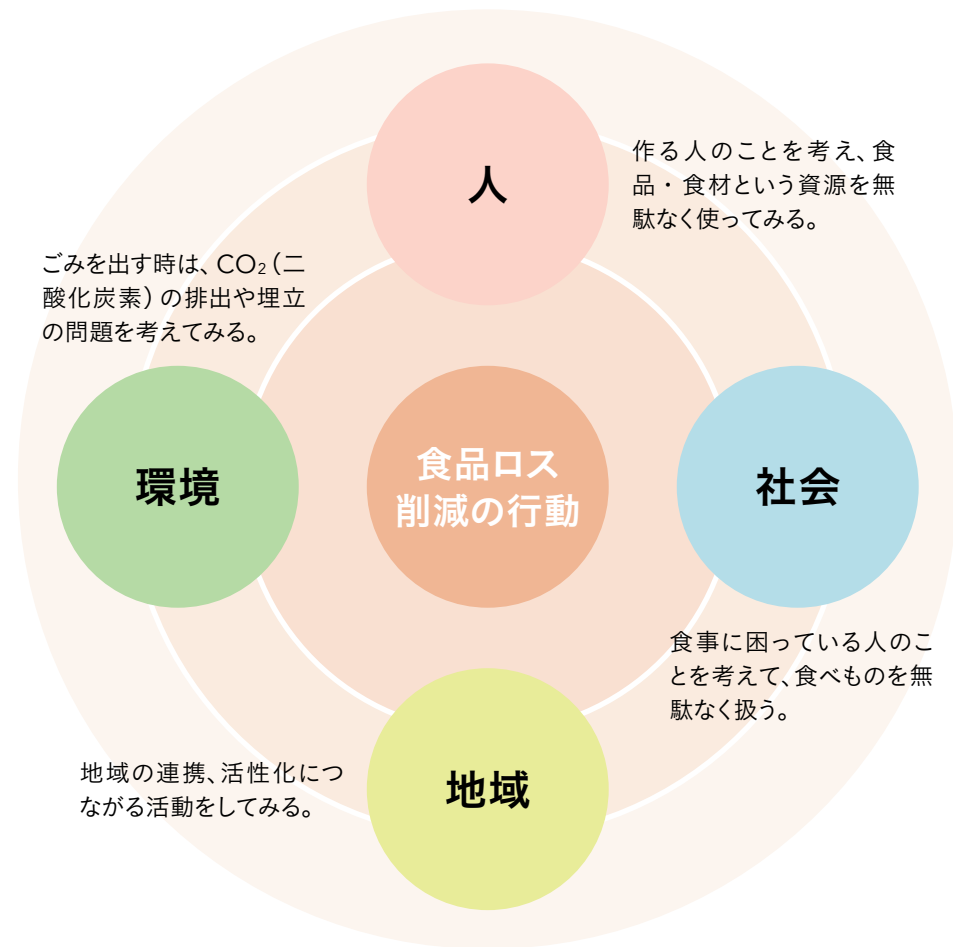 人
作る人のことを考え、食
品・食材という資源を無
駄なく使ってみる。
ごみを出す時は、CO₂(二
酸化炭素)の排出や埋立
の問題を考えてみる。
環境
食品ロス
削減の行動
社会
食事に困っている人のこ
とを考えて、食べものを無
駄なく扱う。
地域の連携、活性化につ
ながる活動をしてみる。
地域